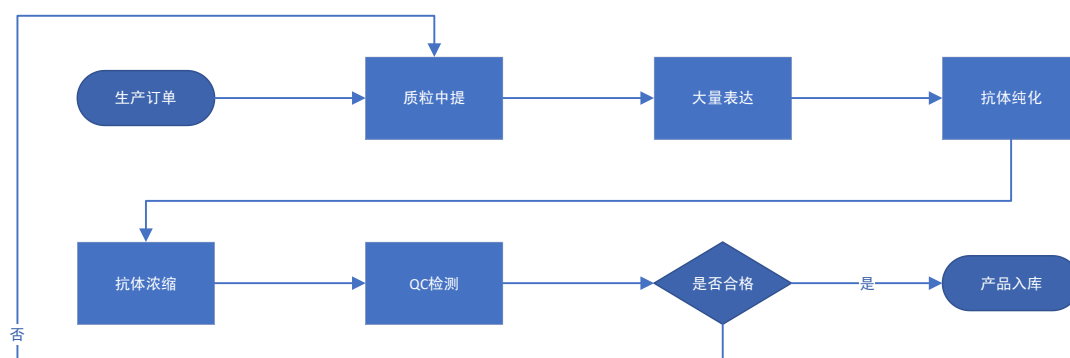 生产订单
质粒中提
大量表达
抗体纯化
抗体浓缩
QC检测
是否合格
是
产品入库
否